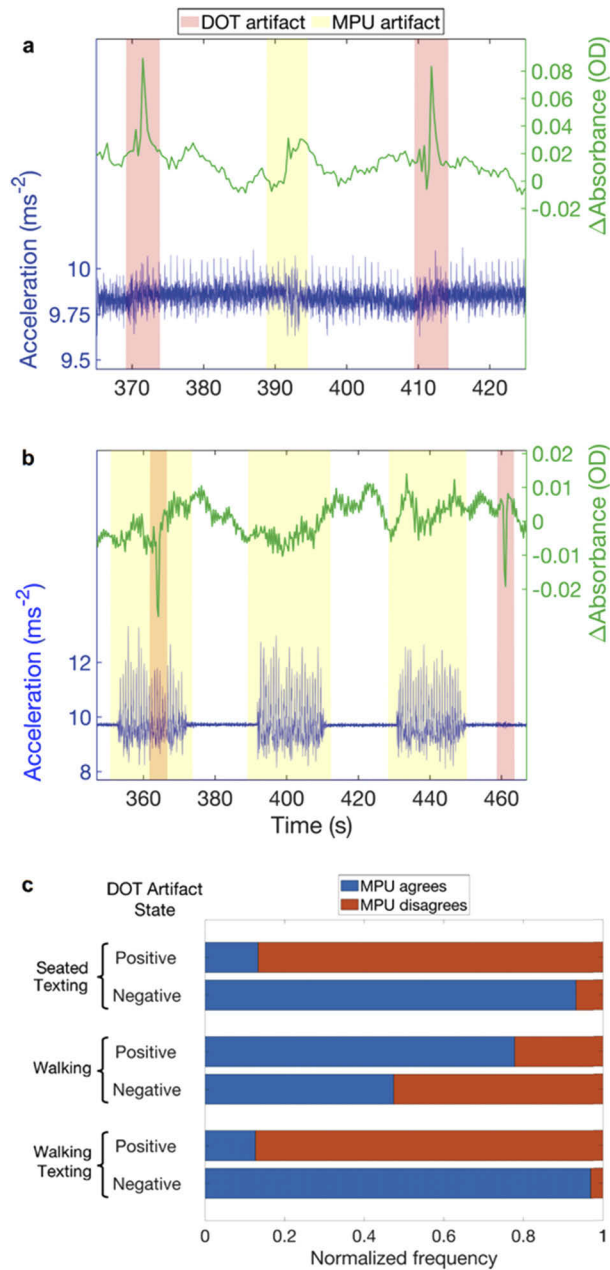 DOT artifact MPU artifact
a
Acceleration (ms-2)
10
9.75
9.5
0.08
0.06
0.04
0.02
0
-0.02
ΔAbsorbance (OD)
370 380 390 400 410 420
b
Acceleration (ms-2)
12
10
8
0.02
0.01
0
-0.01
-0.02
ΔAbsorbance (OD)
360 380 400 420 440 460
Time (s)
c
DOT Artifact
State
MPU agrees
MPU disagrees
Seated
Texting
Positive
Negative
Walking
Positive
Negative
Walking
Texting
Positive
Negative
0 0.2 0.4 0.6 0.8 1
Normalized frequency